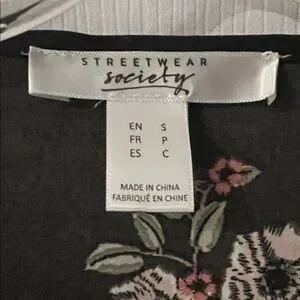 STREETWEAR
society
EN S
FR P
ES C
MADE IN CHINA
FABRIQUÉ EN CHINE